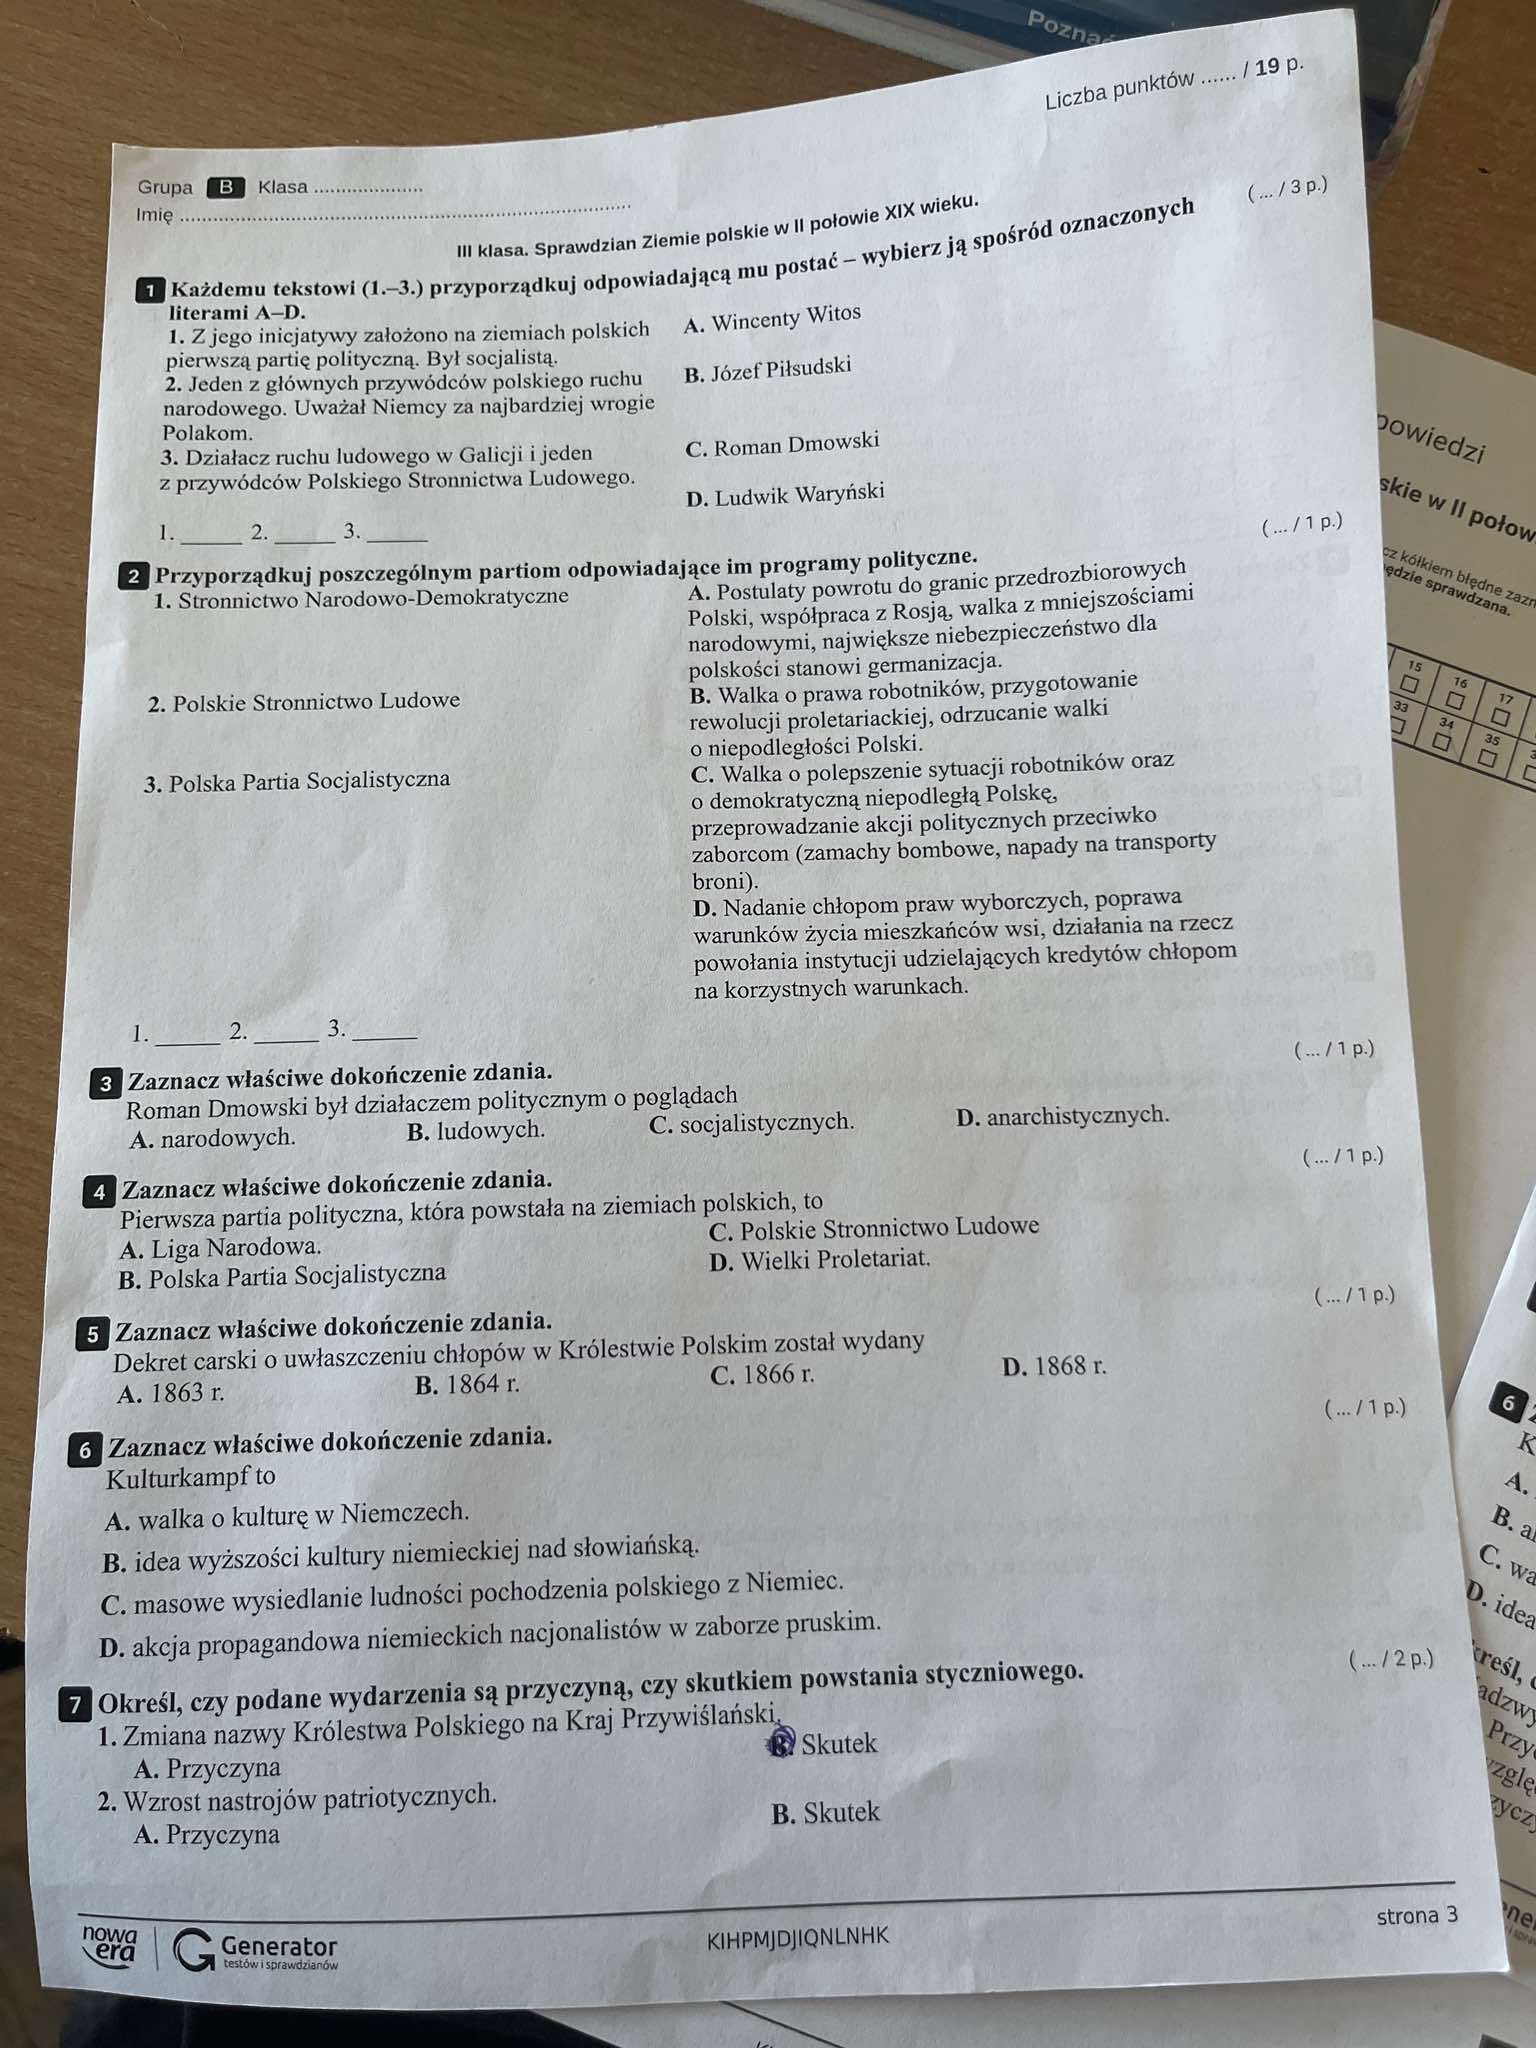 Poznać
Liczba punktów ...... / 19 p.
Grupa B Klasa ....................
Imię ....................................................................................
III klasa. Sprawdzian Ziemie polskie w II połowie XIX wieku.
1 Każdemu tekstowi (1.–3.) przyporządkuj odpowiadającą mu postać – wybierz ją spośród oznaczonych (... / 3 p.)
literami A–D.
1. Z jego inicjatywy założono na ziemiach polskich
pierwszą partię polityczną. Był socjalistą.
A. Wincenty Witos
2. Jeden z głównych przywódców polskiego ruchu
narodowego. Uważał Niemcy za najbardziej wrogie
Polakom.
B. Józef Piłsudski
3. Działacz ruchu ludowego w Galicji i jeden
z przywódców Polskiego Stronnictwa Ludowego.
C. Roman Dmowski
D. Ludwik Waryński
1. _____ 2. _____ 3. _____
2 Przyporządkuj poszczególnym partiom odpowiadające im programy polityczne. (... / 1 p.)
1. Stronnictwo Narodowo-Demokratyczne
A. Postulaty powrotu do granic przedrozbiorowych
Polski, współpraca z Rosją, walka z mniejszościami
narodowymi, największe niebezpieczeństwo dla
polskości stanowi germanizacja.
2. Polskie Stronnictwo Ludowe
B. Walka o prawa robotników, przygotowanie
rewolucji proletariackiej, odrzucanie walki
o niepodległości Polski.
3. Polska Partia Socjalistyczna
C. Walka o polepszenie sytuacji robotników oraz
o demokratyczną niepodległą Polskę,
przeprowadzanie akcji politycznych przeciwko
zaborcom (zamachy bombowe, napady na transporty
broni).
D. Nadanie chłopom praw wyborczych, poprawa
warunków życia mieszkańców wsi, działania na rzecz
powołania instytucji udzielających kredytów chłopom
na korzystnych warunkach.
1. _____ 2. _____ 3. _____
3 Zaznacz właściwe dokończenie zdania. (... / 1 p.)
Roman Dmowski był działaczem politycznym o poglądach
A. narodowych. B. ludowych. C. socjalistycznych. D. anarchistycznych.
4 Zaznacz właściwe dokończenie zdania. (... / 1 p.)
Pierwsza partia polityczna, która powstała na ziemiach polskich, to
A. Liga Narodowa. C. Polskie Stronnictwo Ludowe
B. Polska Partia Socjalistyczna D. Wielki Proletariat.
5 Zaznacz właściwe dokończenie zdania. (... / 1 p.)
Dekret carski o uwłaszczeniu chłopów w Królestwie Polskim został wydany
A. 1863 r. B. 1864 r. C. 1866 r. D. 1868 r.
6 Zaznacz właściwe dokończenie zdania. (... / 1 p.)
Kulturkampf to
A. walka o kulturę w Niemczech.
B. idea wyższości kultury niemieckiej nad słowiańską.
C. masowe wysiedlanie ludności pochodzenia polskiego z Niemiec.
D. akcja propagandowa niemieckich nacjonalistów w zaborze pruskim.
7 Określ, czy podane wydarzenia są przyczyną, czy skutkiem powstania styczniowego. (... / 2 p.)
1. Zmiana nazwy Królestwa Polskiego na Kraj Przywiślański.
A. Przyczyna B. Skutek
2. Wzrost nastrojów patriotycznych.
A. Przyczyna B. Skutek
nowa era Generator
testów i sprawdzianów
KIHPMJDJIQNLNHK
strona 3
powiedzi
skie w II połow
cz kółkiem błędne zazn
ędzie sprawdzana.
15 16 17
33 34 35
6
K
A.
B. a
C. wa
D. idea
kreśl,
adzwy
Przy
zglę
zyczy